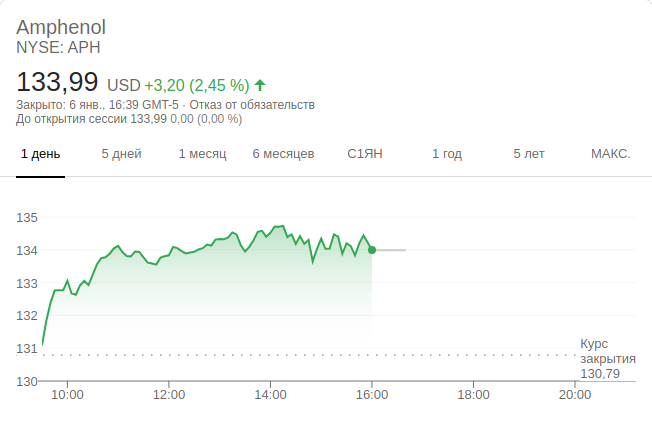 Amphenol
NYSE: APH
133,99 USD +3,20 (2,45 %)
Закрыто: 6 янв., 16:39 GMT-5 · Отказ от обязательств
До открытия сессии 133,99 0,00 (0,00 %)
1 день 5 дней 1 месяц 6 месяцев С1ЯН 1 год 5 лет МАКС.
135
134
133
132
131
130
Курс
закрытия
130,79
10:00 12:00 14:00 16:00 18:00 20:00